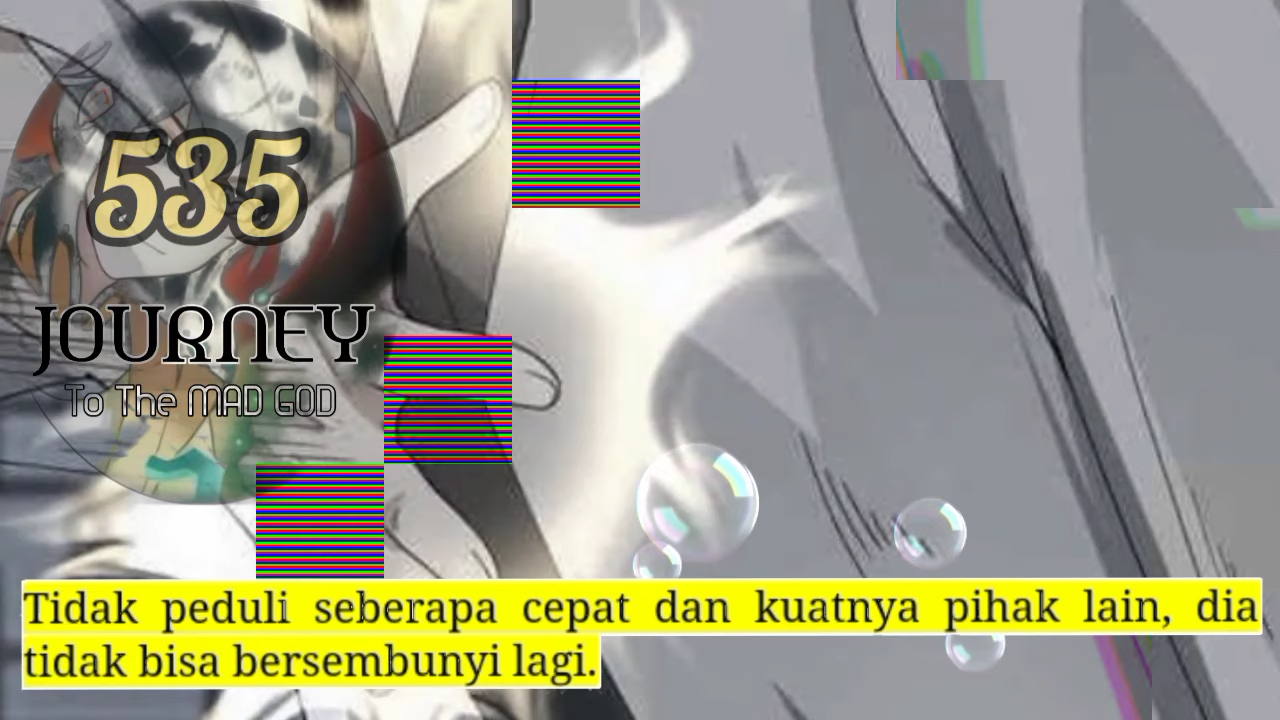 535
JOURNEY
To The MAD GOD
Tidak peduli seberapa cepat dan kuatnya pihak lain, dia
tidak bisa bersembunyi lagi.